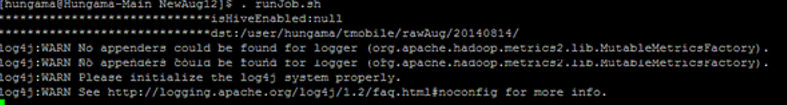 [hungama@Hungama-Main NewAug12]$ . runJob.sh
****************************isHiveEnabled:null
****************************dst:/user/hungama/tmobile/rawAug/20140814/
log4j:WARN No appenders could be found for logger (org.apache.hadoop.metrics2.lib.MutableMetricsFactory).
log4j:WARN No appenders could be found for logger (org.apache.hadoop.metrics2.lib.MutableMetricsFactory).
log4j:WARN Please initialize the log4j system properly.
log4j:WARN See http://logging.apache.org/log4j/1.2/faq.html#noconfig for more info.